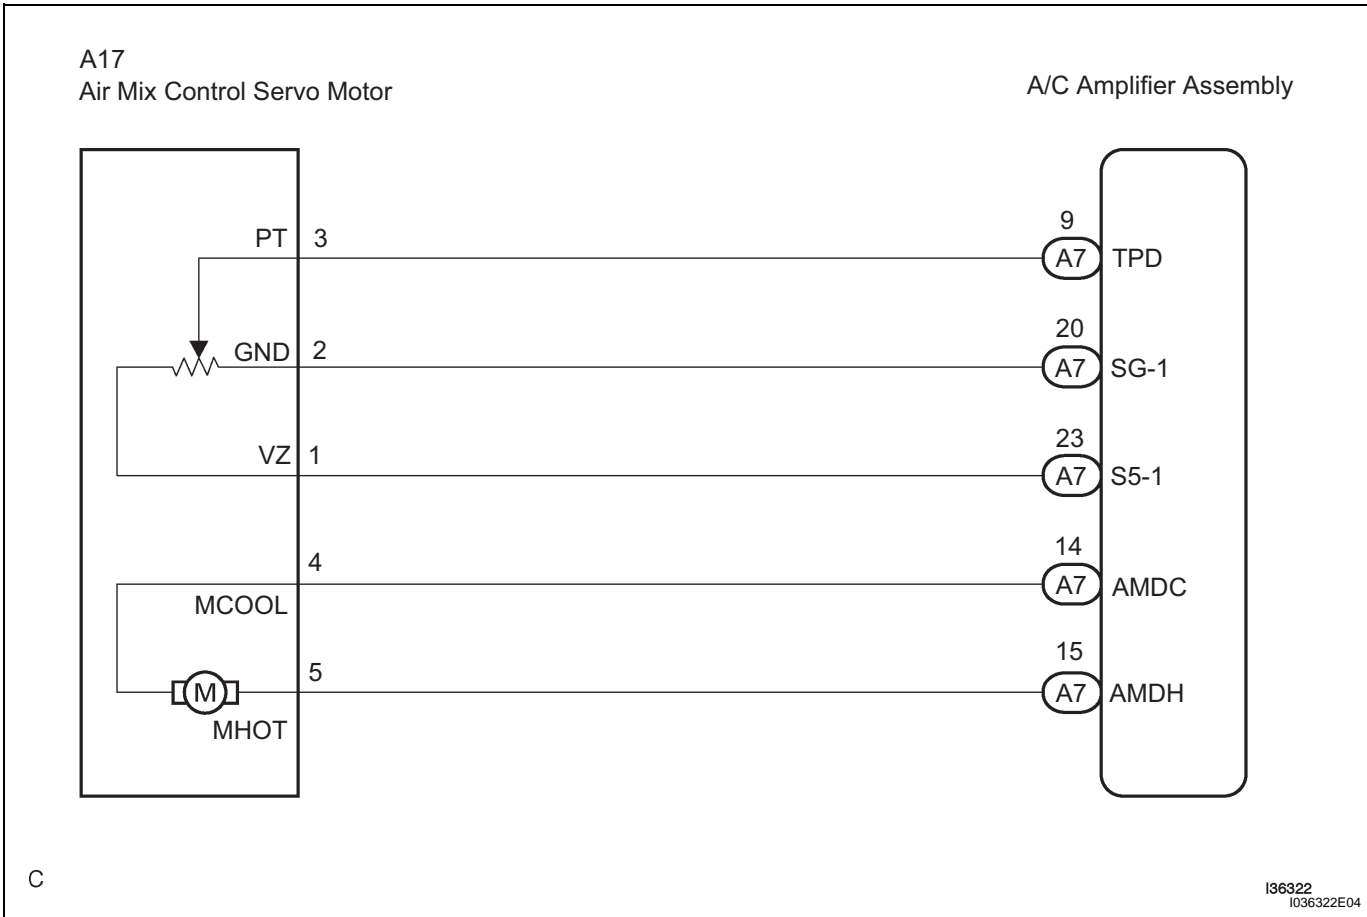 A17
Air Mix Control Servo Motor
A/C Amplifier Assembly
PT 3
9
A7 TPD
GND 2
20
A7 SG-1
VZ 1
23
A7 S5-1
4
MCOOL
14
A7 AMDC
M
5
MHOT
15
A7 AMDH
C
I36322
I036322E04